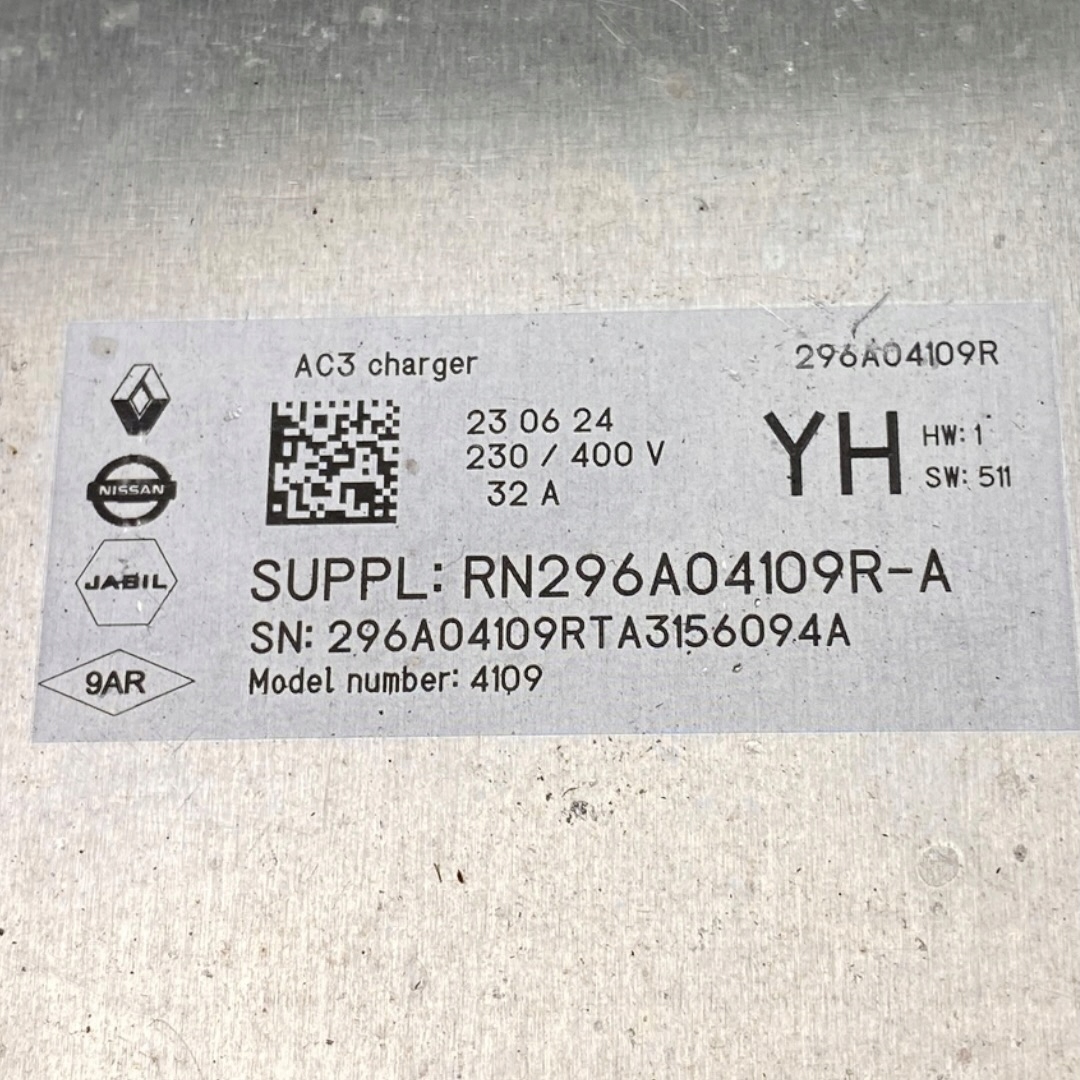 AC3 charger
296A04109R
23 06 24
230 / 400 V
32 A
YH
HW: 1
SW: 511
NISSAN
JABIL
SUPPL: RN296A04109R-A
SN: 296A04109RTA3156094A
9AR
Model number: 4109